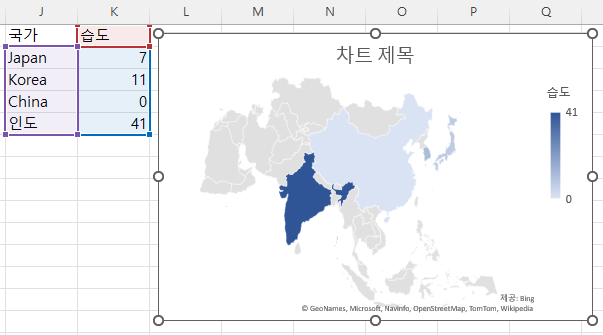 J K L M N O P Q
국가 습도
Japan 7
Korea 11
China 0
인도 41
차트 제목
습도
41
0
제공: Bing
© GeoNames, Microsoft, Navinfo, OpenStreetMap, TomTom, Wikipedia